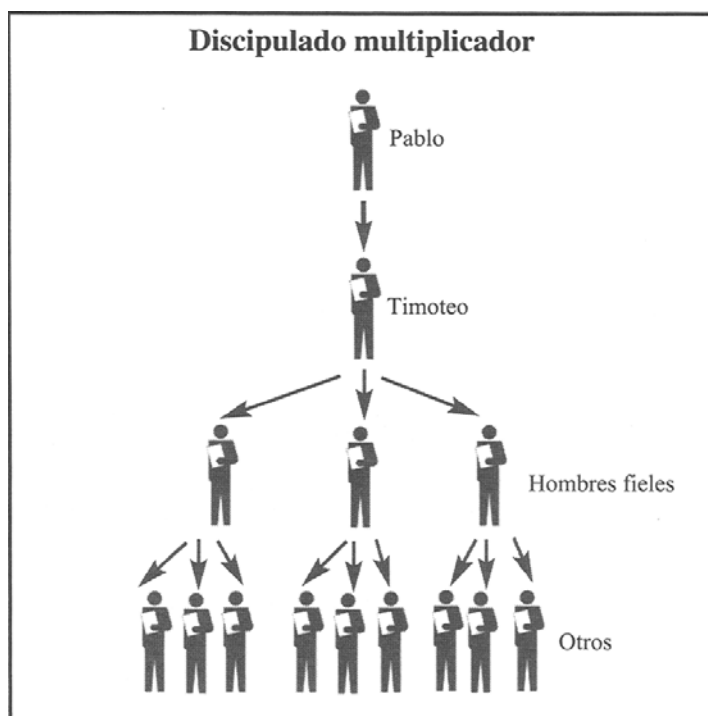 Discipulado multiplicador
Pablo
Timoteo
Hombres fieles
Otros